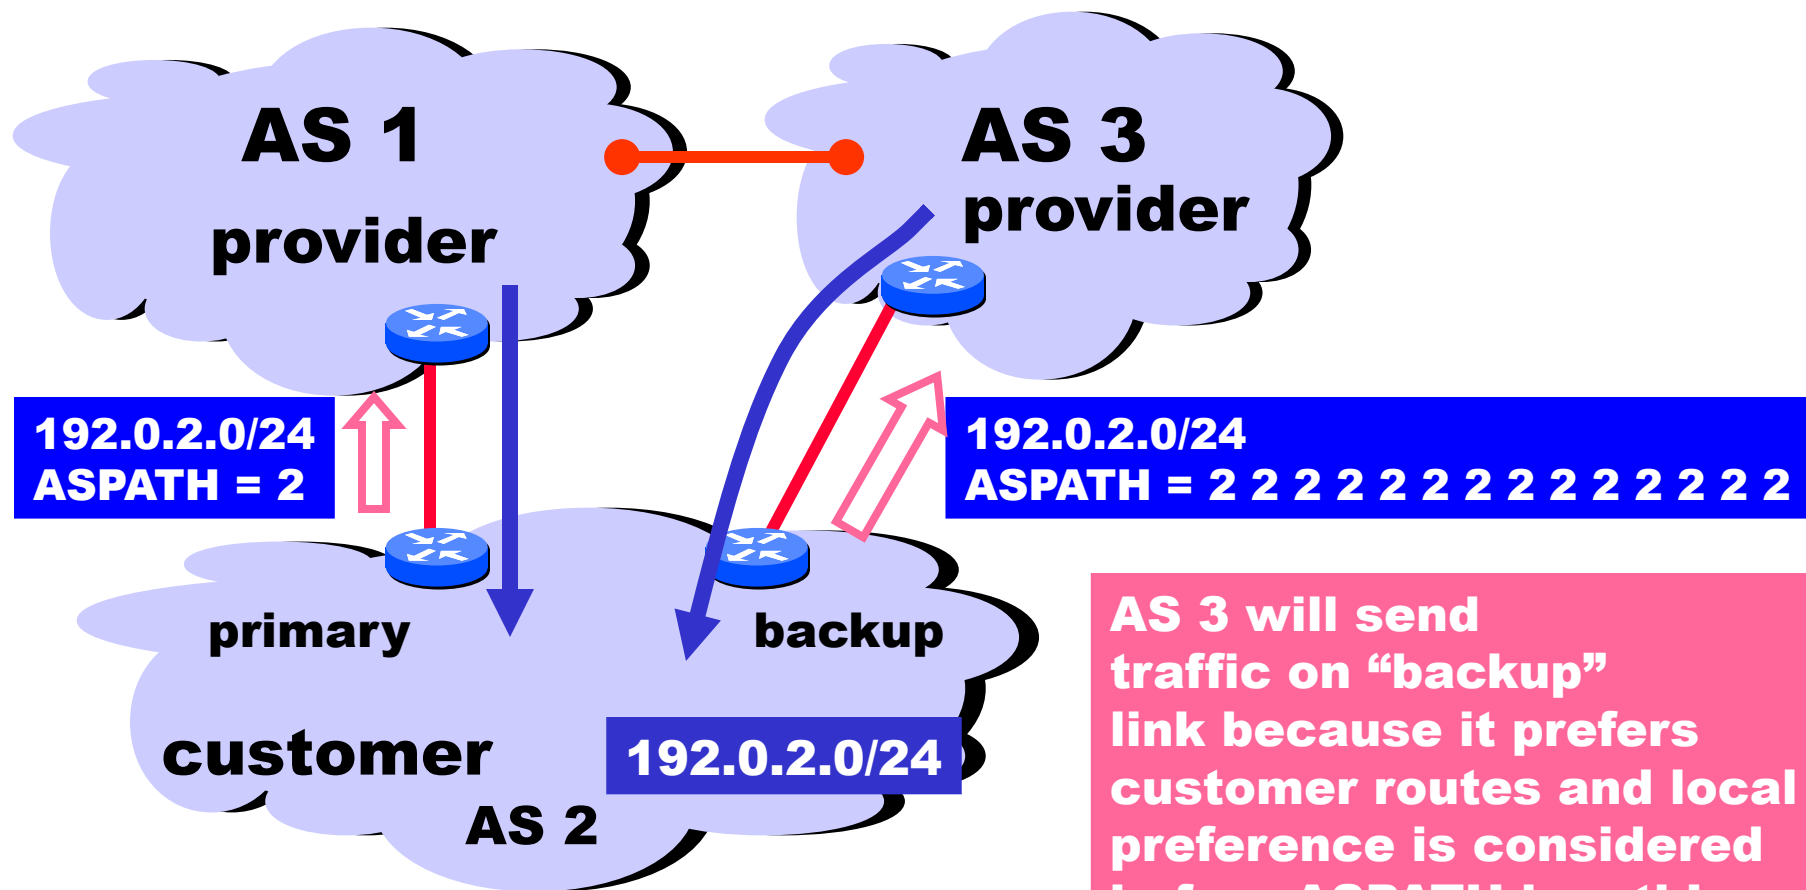 AS 1
provider
AS 3
provider
192.0.2.0/24
ASPATH = 2
192.0.2.0/24
ASPATH = 2 2 2 2 2 2 2 2 2 2 2 2 2 2
primary
backup
customer
192.0.2.0/24
AS 2
AS 3 will send
traffic on “backup”
link because it prefers
customer routes and local
preference is considered
before ASPATH